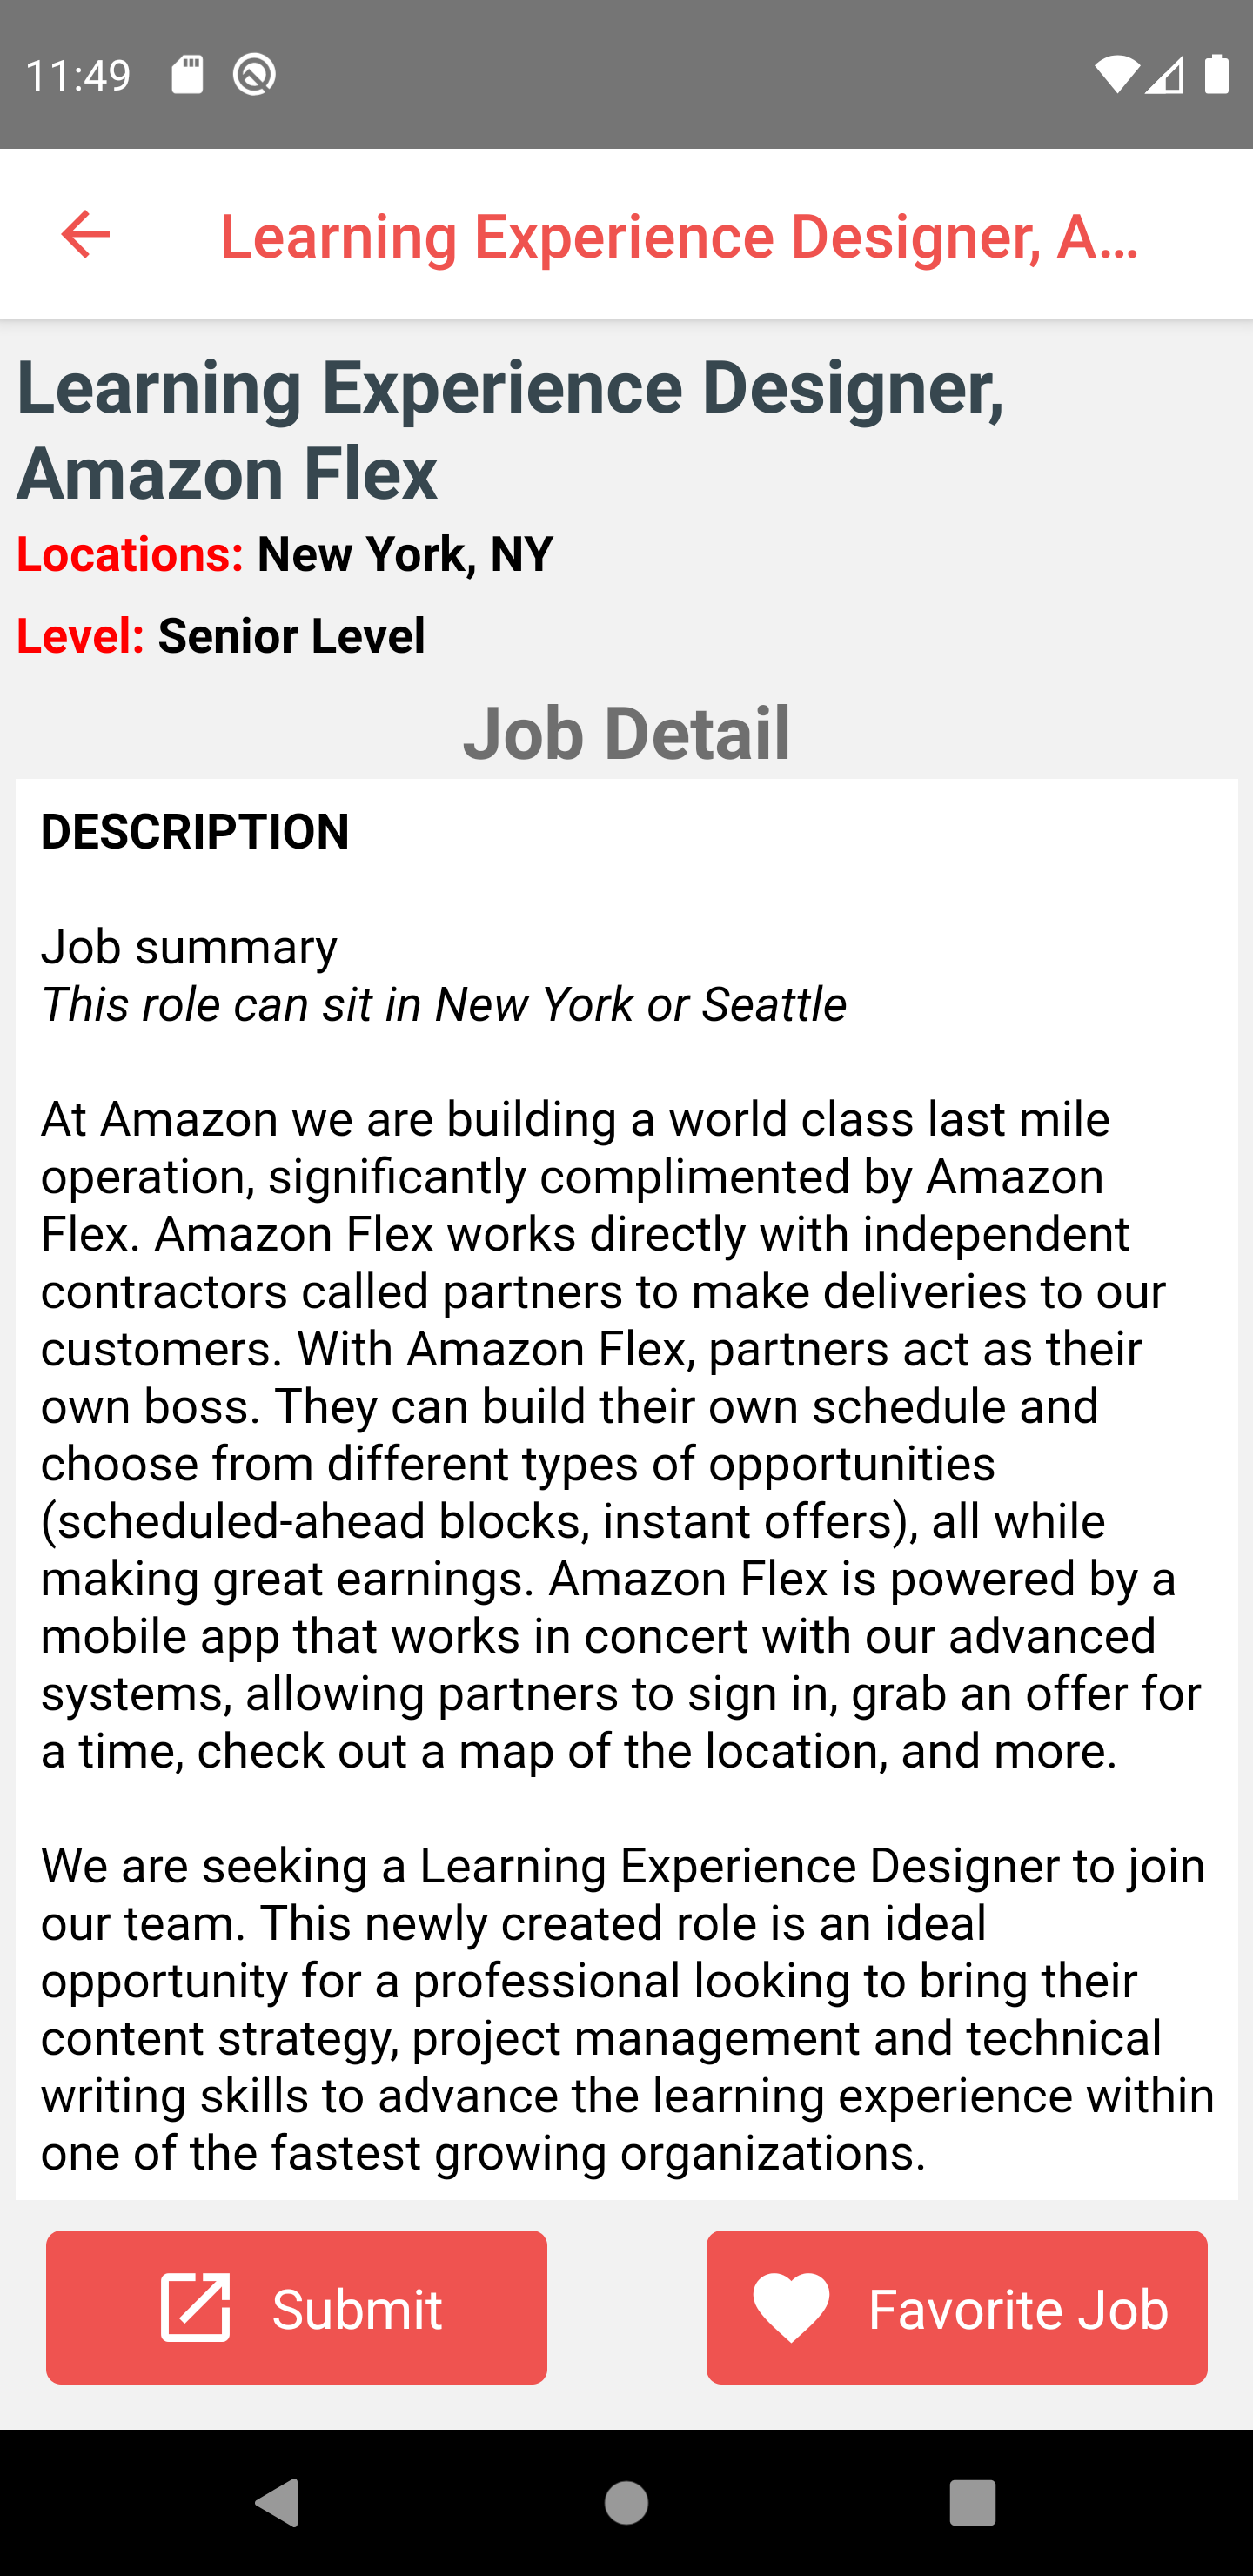 11:49
Learning Experience Designer, A...
Learning Experience Designer,
Amazon Flex
Locations: New York, NY
Level: Senior Level
Job Detail
DESCRIPTION
Job summary
This role can sit in New York or Seattle
At Amazon we are building a world class last mile
operation, significantly complimented by Amazon
Flex. Amazon Flex works directly with independent
contractors called partners to make deliveries to our
customers. With Amazon Flex, partners act as their
own boss. They can build their own schedule and
choose from different types of opportunities
(scheduled-ahead blocks, instant offers), all while
making great earnings. Amazon Flex is powered by a
mobile app that works in concert with our advanced
systems, allowing partners to sign in, grab an offer for
a time, check out a map of the location, and more.
We are seeking a Learning Experience Designer to join
our team. This newly created role is an ideal
opportunity for a professional looking to bring their
content strategy, project management and technical
writing skills to advance the learning experience within
one of the fastest growing organizations.
Submit
Favorite Job